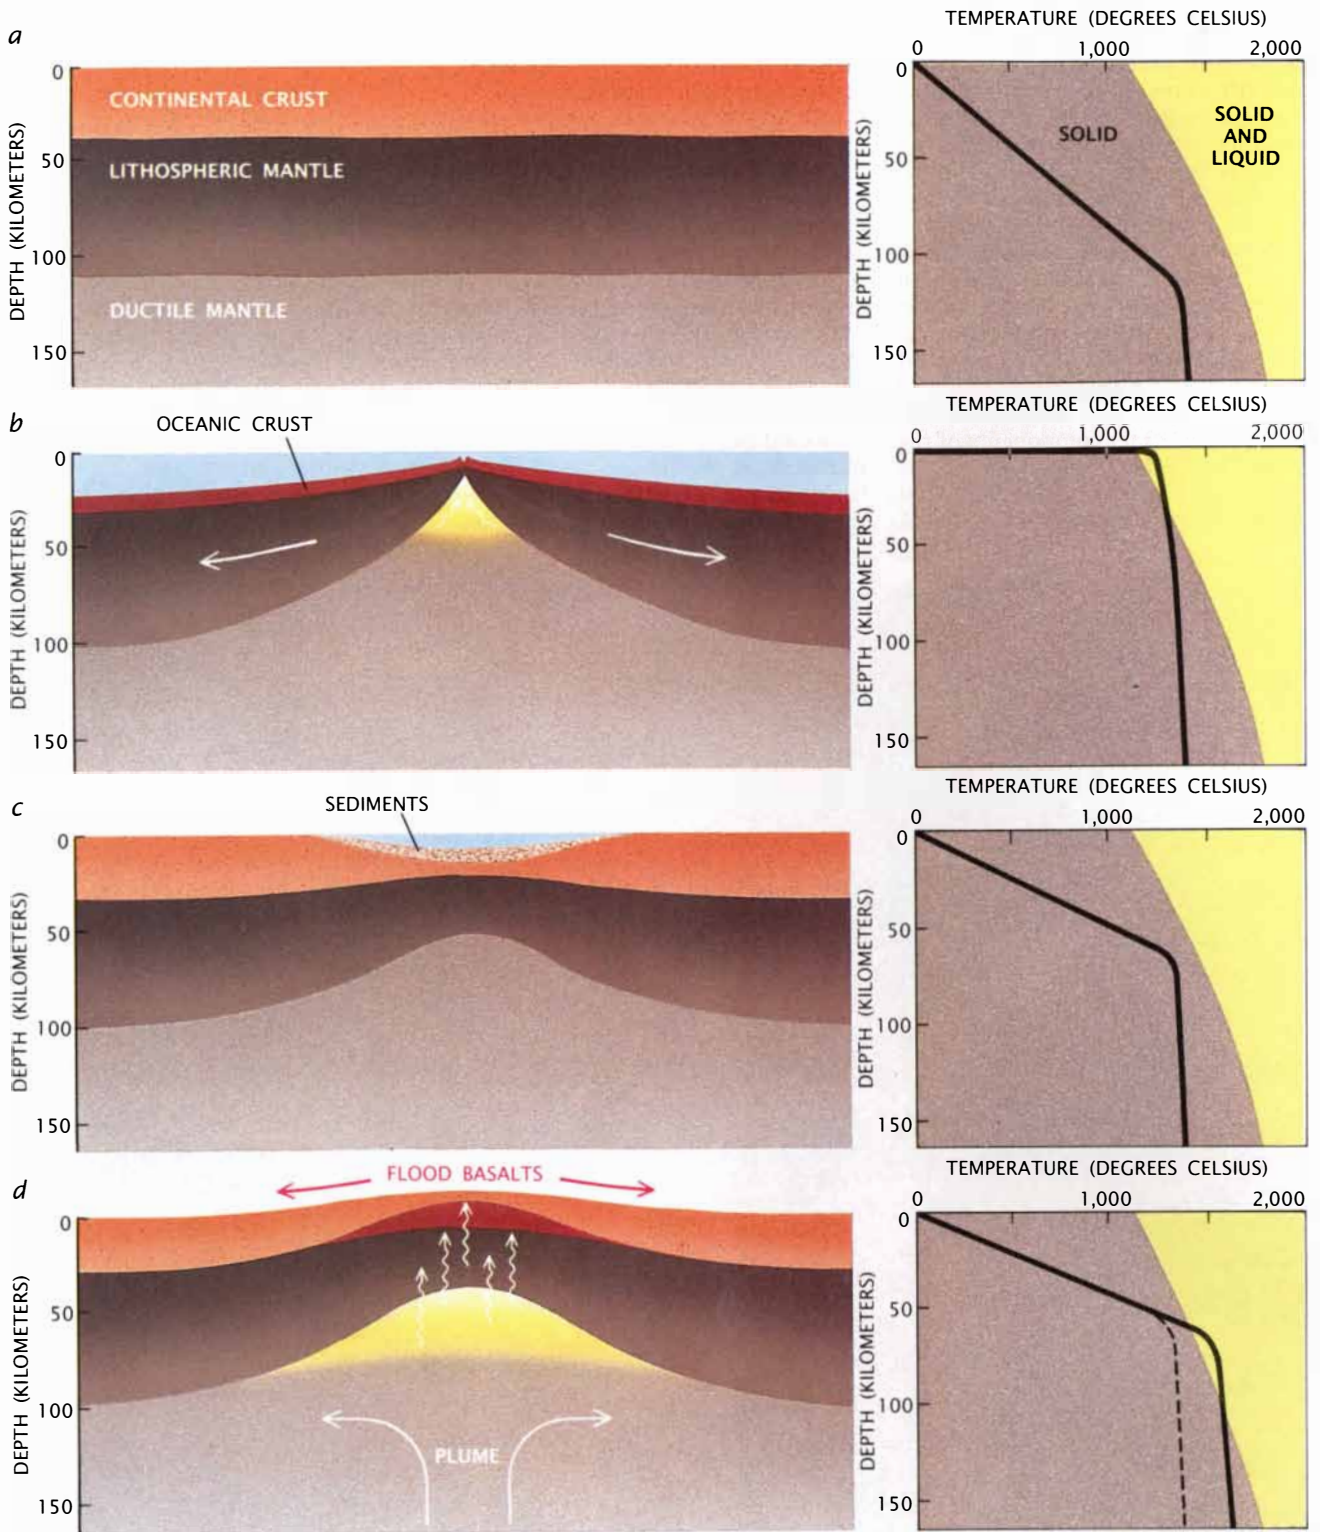 a
TEMPERATURE (DEGREES CELSIUS)
0 1,000 2,000
0
50
100
150
DEPTH (KILOMETERS)
CONTINENTAL CRUST
LITHOSPHERIC MANTLE
DUCTILE MANTLE
0
50
100
150
DEPTH (KILOMETERS)
SOLID
SOLID
AND
LIQUID
b
OCEANIC CRUST
TEMPERATURE (DEGREES CELSIUS)
0 1,000 2,000
0
50
100
150
DEPTH (KILOMETERS)
0
50
100
150
DEPTH (KILOMETERS)
c
SEDIMENTS
TEMPERATURE (DEGREES CELSIUS)
0 1,000 2,000
0
50
100
150
DEPTH (KILOMETERS)
0
50
100
150
DEPTH (KILOMETERS)
d
FLOOD BASALTS
TEMPERATURE (DEGREES CELSIUS)
0 1,000 2,000
0
50
100
150
DEPTH (KILOMETERS)
PLUME
0
50
100
150
DEPTH (KILOMETERS)